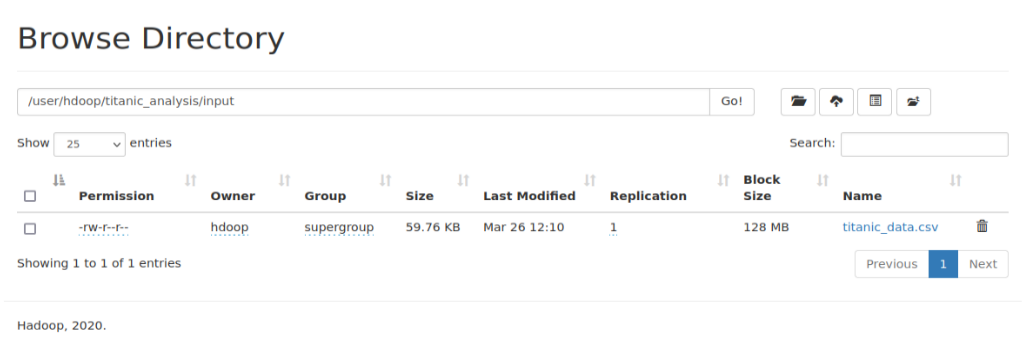 Browse Directory
/user/hdoop/titanic_analysis/input Go!
Show 25 entries Search:
Permission Owner Group Size Last Modified Replication Block Size Name
-rw-r--r-- hdoop supergroup 59.76 KB Mar 26 12:10 1 128 MB titanic_data.csv
Showing 1 to 1 of 1 entries Previous 1 Next
Hadoop, 2020.